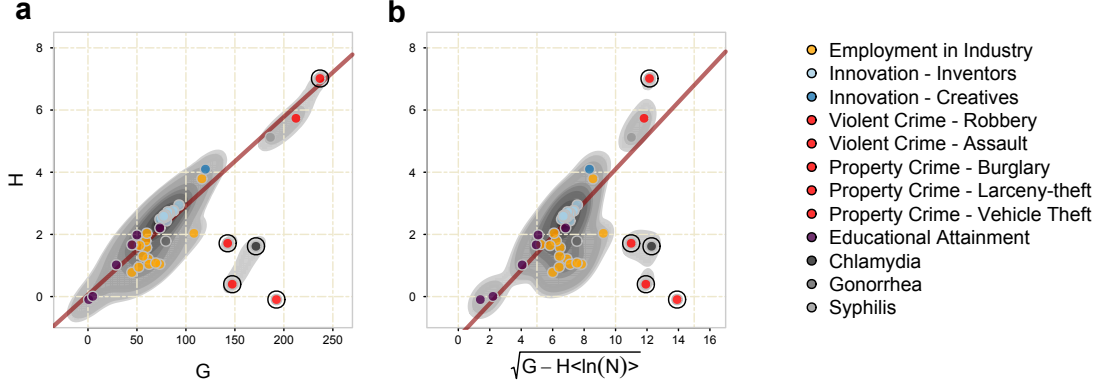 a
b
8
6
4
2
0
H
0 50 100 150 200 250
G
8
6
4
2
0
0 2 4 6 8 10 12 14 16
√G − H<ln(N)>
Employment in Industry
Innovation - Inventors
Innovation - Creatives
Violent Crime - Robbery
Violent Crime - Assault
Property Crime - Burglary
Property Crime - Larceny-theft
Property Crime - Vehicle Theft
Educational Attainment
Chlamydia
Gonorrhea
Syphilis